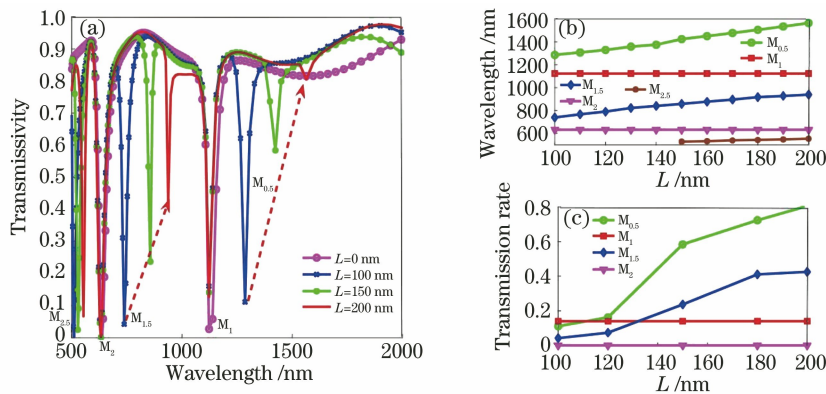 (a)
Transmissivity
1.0
0.9
0.8
0.7
0.6
0.5
0.4
0.3
0.2
0.1
0
500
1000
1500
2000
Wavelength /nm
M2.5
M2
M1.5
M1
M0.5
L=0 nm
L=100 nm
L=150 nm
L=200 nm
(b)
Wavelength /nm
1600
1400
1200
1000
800
600
M0.5
M1
M1.5
M2
M2.5
100 120 140 160 180 200
L /nm
(c)
Transmission rate
0.8
0.6
0.4
0.2
0
M0.5
M1
M1.5
M2
100 120 140 160 180 200
L /nm